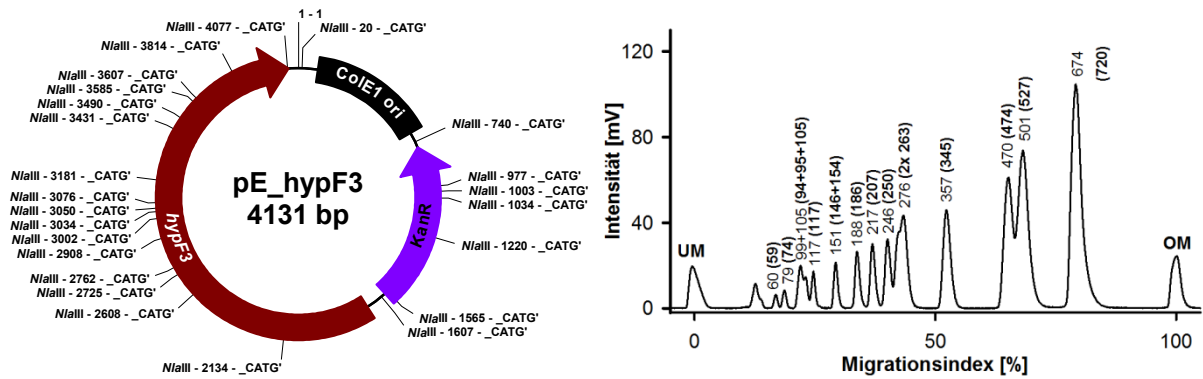 1 - 1
NlaIII - 20 - _CATG'
NlaIII - 740 - _CATG'
NlaIII - 977 - _CATG'
NlaIII - 1003 - _CATG'
NlaIII - 1034 - _CATG'
NlaIII - 1220 - _CATG'
NlaIII - 1565 - _CATG'
NlaIII - 1607 - _CATG'
NlaIII - 2134 - _CATG'
NlaIII - 2608 - _CATG'
NlaIII - 2725 - _CATG'
NlaIII - 2762 - _CATG'
NlaIII - 2908 - _CATG'
NlaIII - 3002 - _CATG'
NlaIII - 3034 - _CATG'
NlaIII - 3050 - _CATG'
NlaIII - 3076 - _CATG'
NlaIII - 3181 - _CATG'
NlaIII - 3431 - _CATG'
NlaIII - 3490 - _CATG'
NlaIII - 3585 - _CATG'
NlaIII - 3607 - _CATG'
NlaIII - 3814 - _CATG'
NlaIII - 4077 - _CATG'
ColE1 ori
KanR
hypF3
pE_hypF3
4131 bp
Intensität [mV]
120
80
40
0
UM
60 (59)
79 (74)
99+105 (94+95+105)
117 (117)
151 (146+154)
188 (186)
217 (207)
246 (250)
276 (2x 263)
357 (345)
470 (474)
501 (527)
674
(720)
OM
0
50
100
Migrationsindex [%]